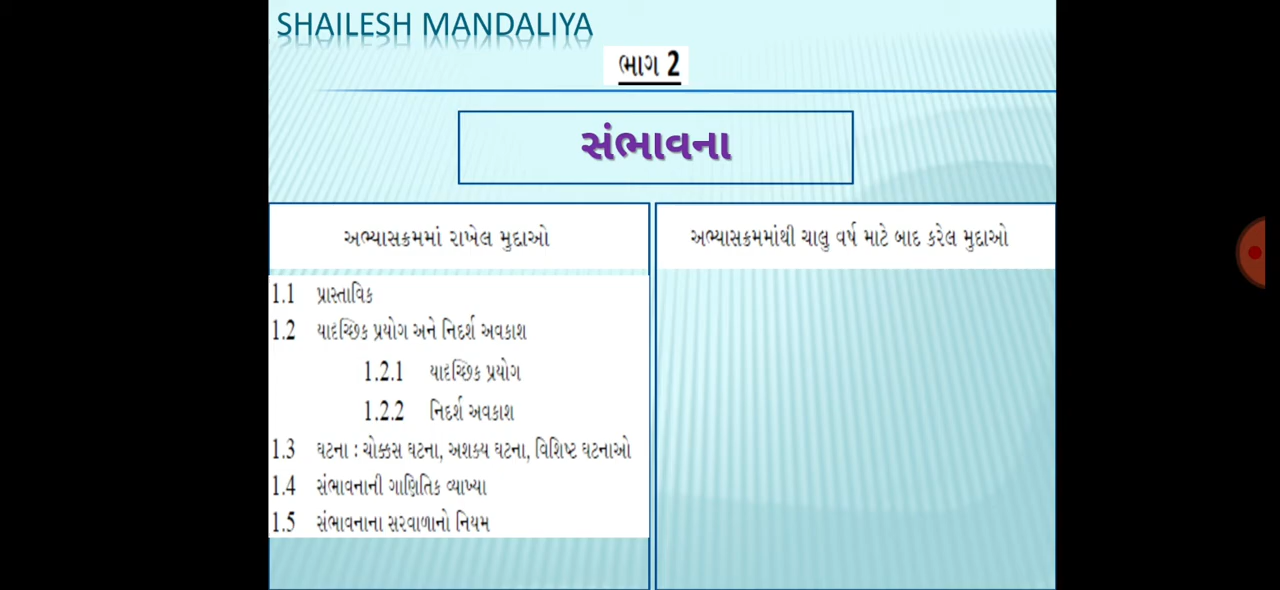 SHAILESH MANDALIYA
ભાગ 2
સંભાવના
અભ્યાસક્રમમાં રાખેલ મુદાઓ
1.1 પ્રાસ્તાવિક
1.2 યાદૃચ્છિક પ્રયોગ અને નિદર્શ અવકાશ
1.2.1 યાદૃચ્છિક પ્રયોગ
1.2.2 નિદર્શ અવકાશ
1.3 ઘટના : ચોક્કસ ઘટના, અશક્ય ઘટના, વિશિષ્ટ ઘટનાઓ
1.4 સંભાવનાની ગાણિતિક વ્યાખ્યા
1.5 સંભાવનાના સરવાળાનો નિયમ
અભ્યાસક્રમમાંથી ચાલુ વર્ષ માટે બાદ કરેલ મુદાઓ